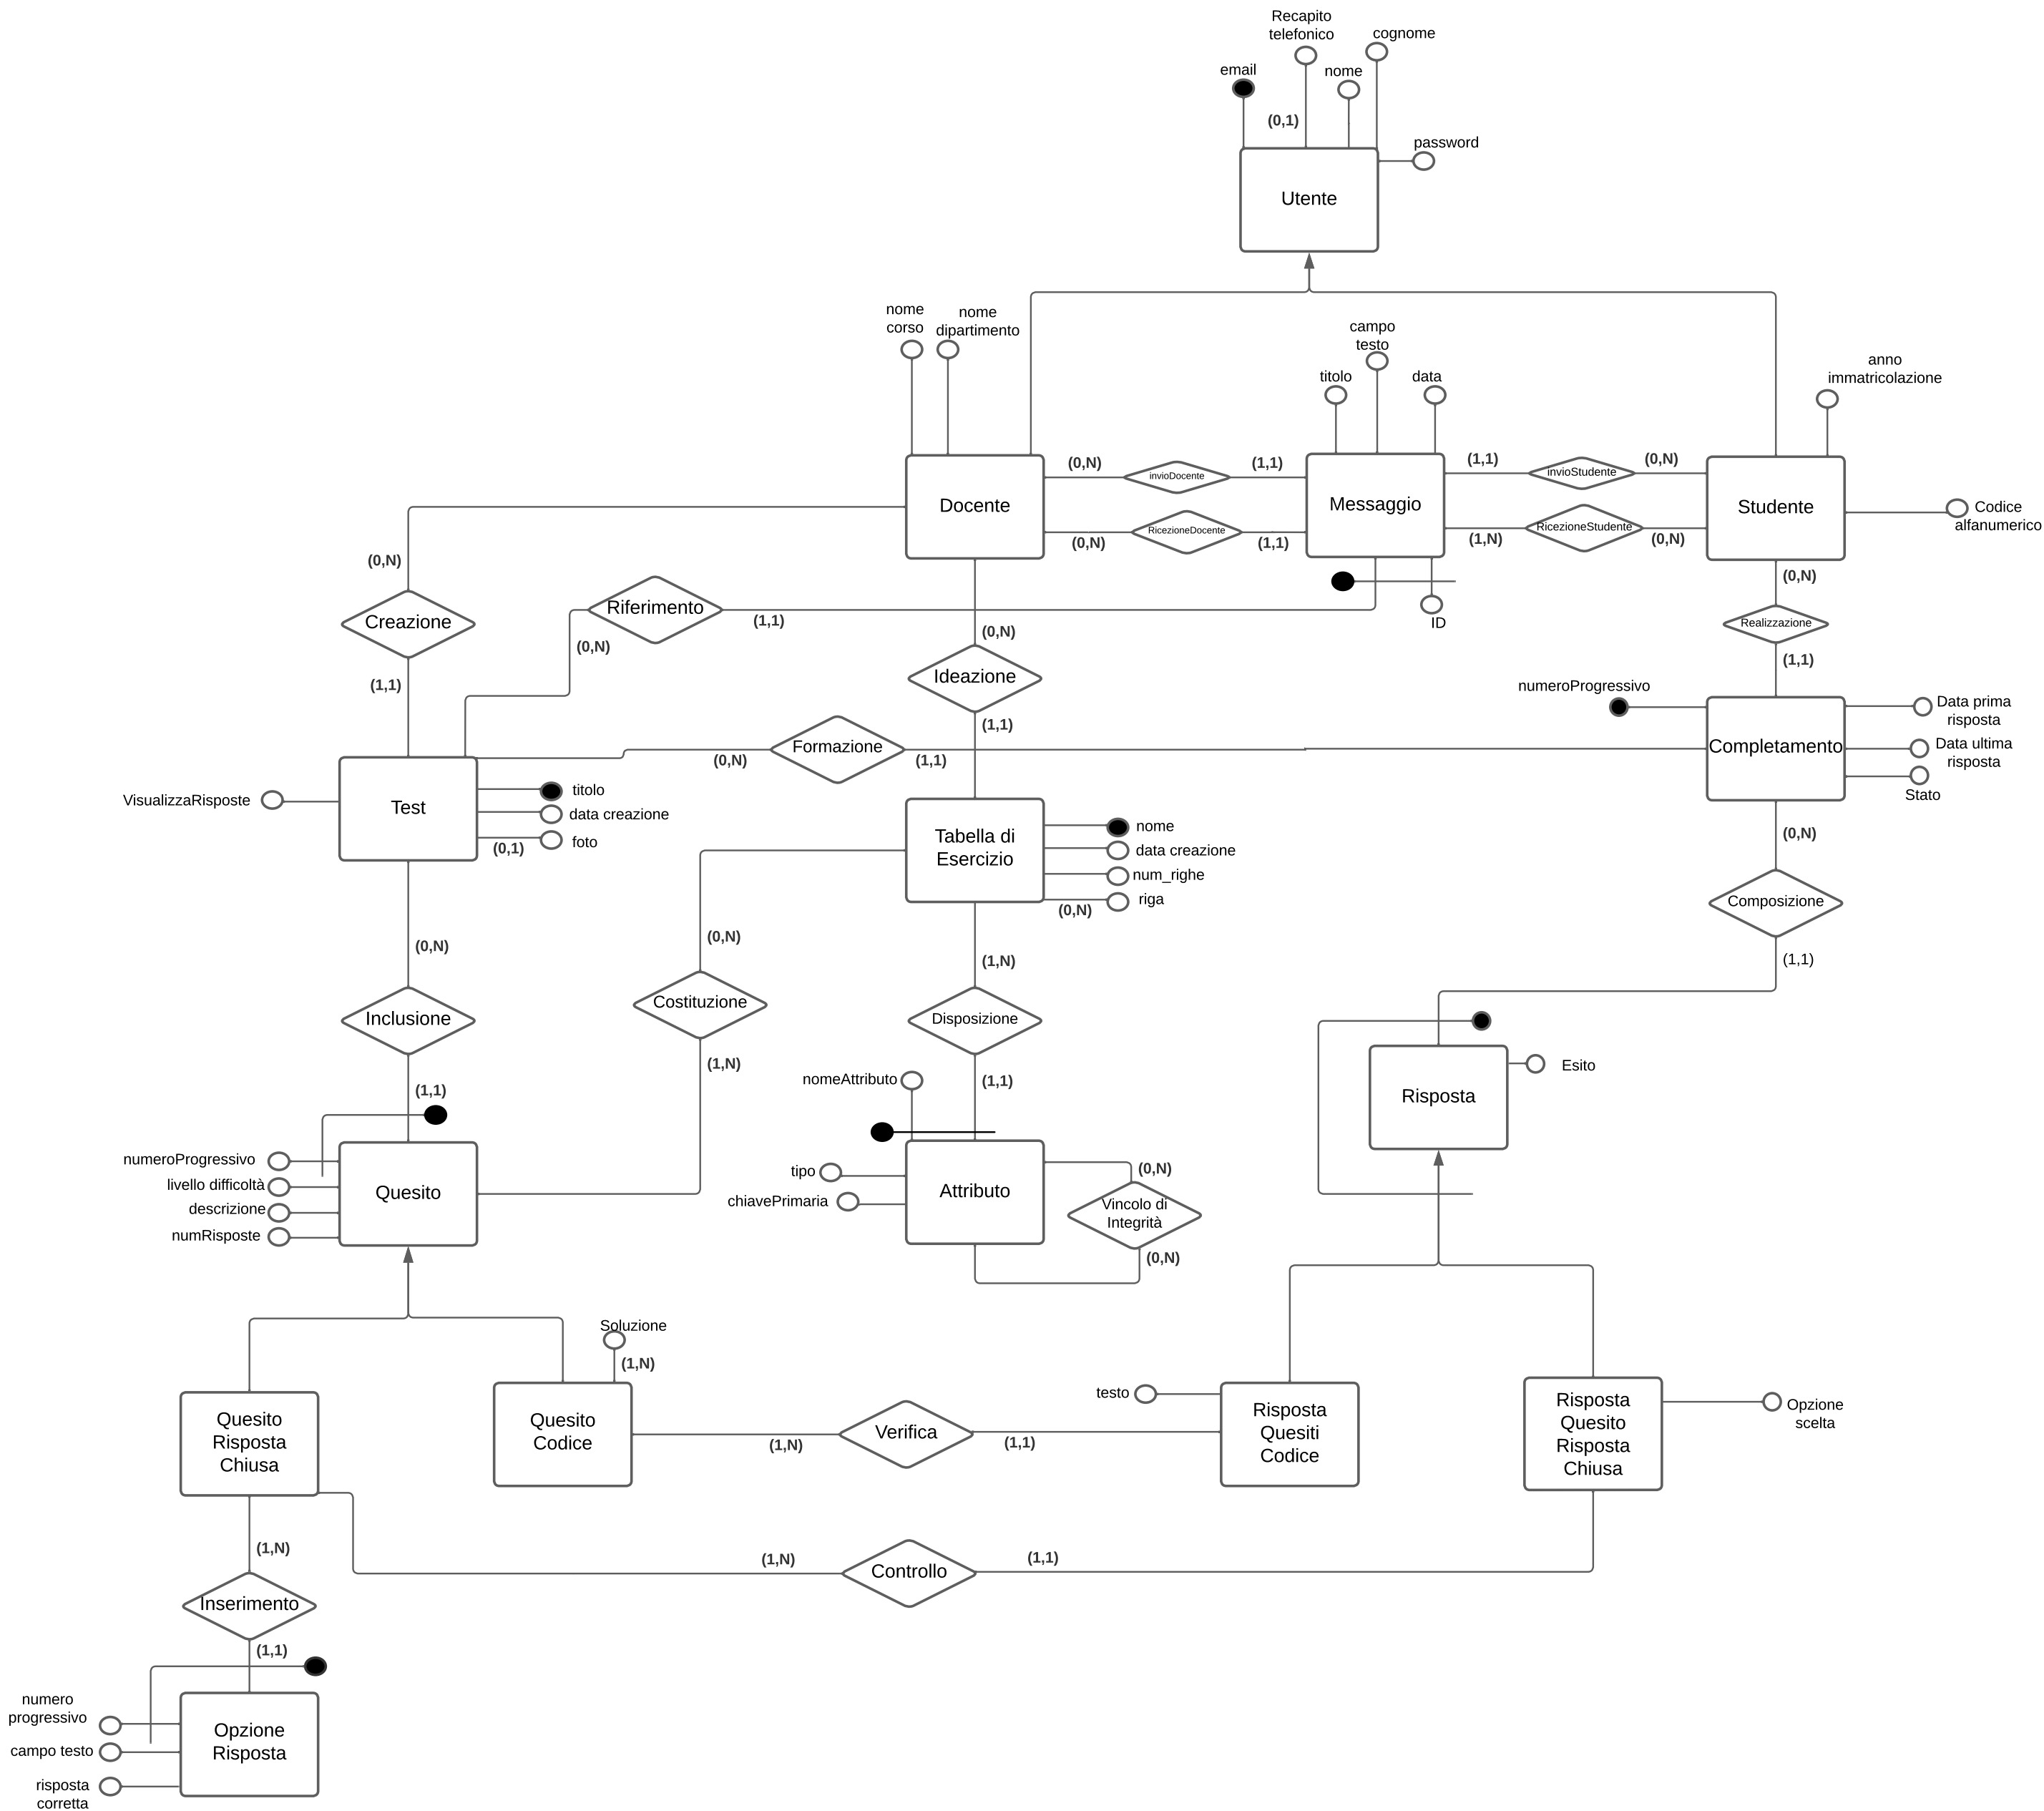 Recapito
telefonico
cognome
email
nome
(0,1)
password
Utente
nome
corso
nome
dipartimento
campo
testo
titolo
data
anno
immatricolazione
(0,N)
invioDocente
(1,1)
(1,1)
invioStudente
(0,N)
Docente
Messaggio
Studente
Codice
alfanumerico
(0,N)
RicezioneDocente
(1,1)
(1,N)
RicezioneStudente
(0,N)
(0,N)
Creazione
Riferimento
(1,1)
(0,N)
ID
(0,N)
Realizzazione
(1,1)
(0,N)
Ideazione
(1,1)
(1,1)
numeroProgressivo
Data prima
risposta
Data ultima
risposta
Stato
Completamento
Formazione
(0,N)
(1,1)
VisualizzaRisposte
Test
titolo
data creazione
foto
(0,1)
Tabella di
Esercizio
nome
data creazione
num_righe
riga
(0,N)
(0,N)
Composizione
(1,1)
(0,N)
Inclusione
(1,1)
(0,N)
Costituzione
(1,N)
(1,N)
Disposizione
(1,1)
nomeAttributo
Risposta
Esito
numeroProgressivo
livello difficoltà
descrizione
numRisposte
Quesito
tipo
chiavePrimaria
Attributo
(0,N)
Vincolo di
Integrità
(0,N)
Soluzione
(1,N)
Quesito
Risposta
Chiusa
Quesito
Codice
(1,N)
Verifica
(1,1)
testo
Risposta
Quesiti
Codice
Risposta
Quesito
Risposta
Chiusa
Opzione
scelta
(1,N)
Inserimento
(1,1)
(1,N)
Controllo
(1,1)
numero
progressivo
campo testo
risposta
corretta
Opzione
Risposta